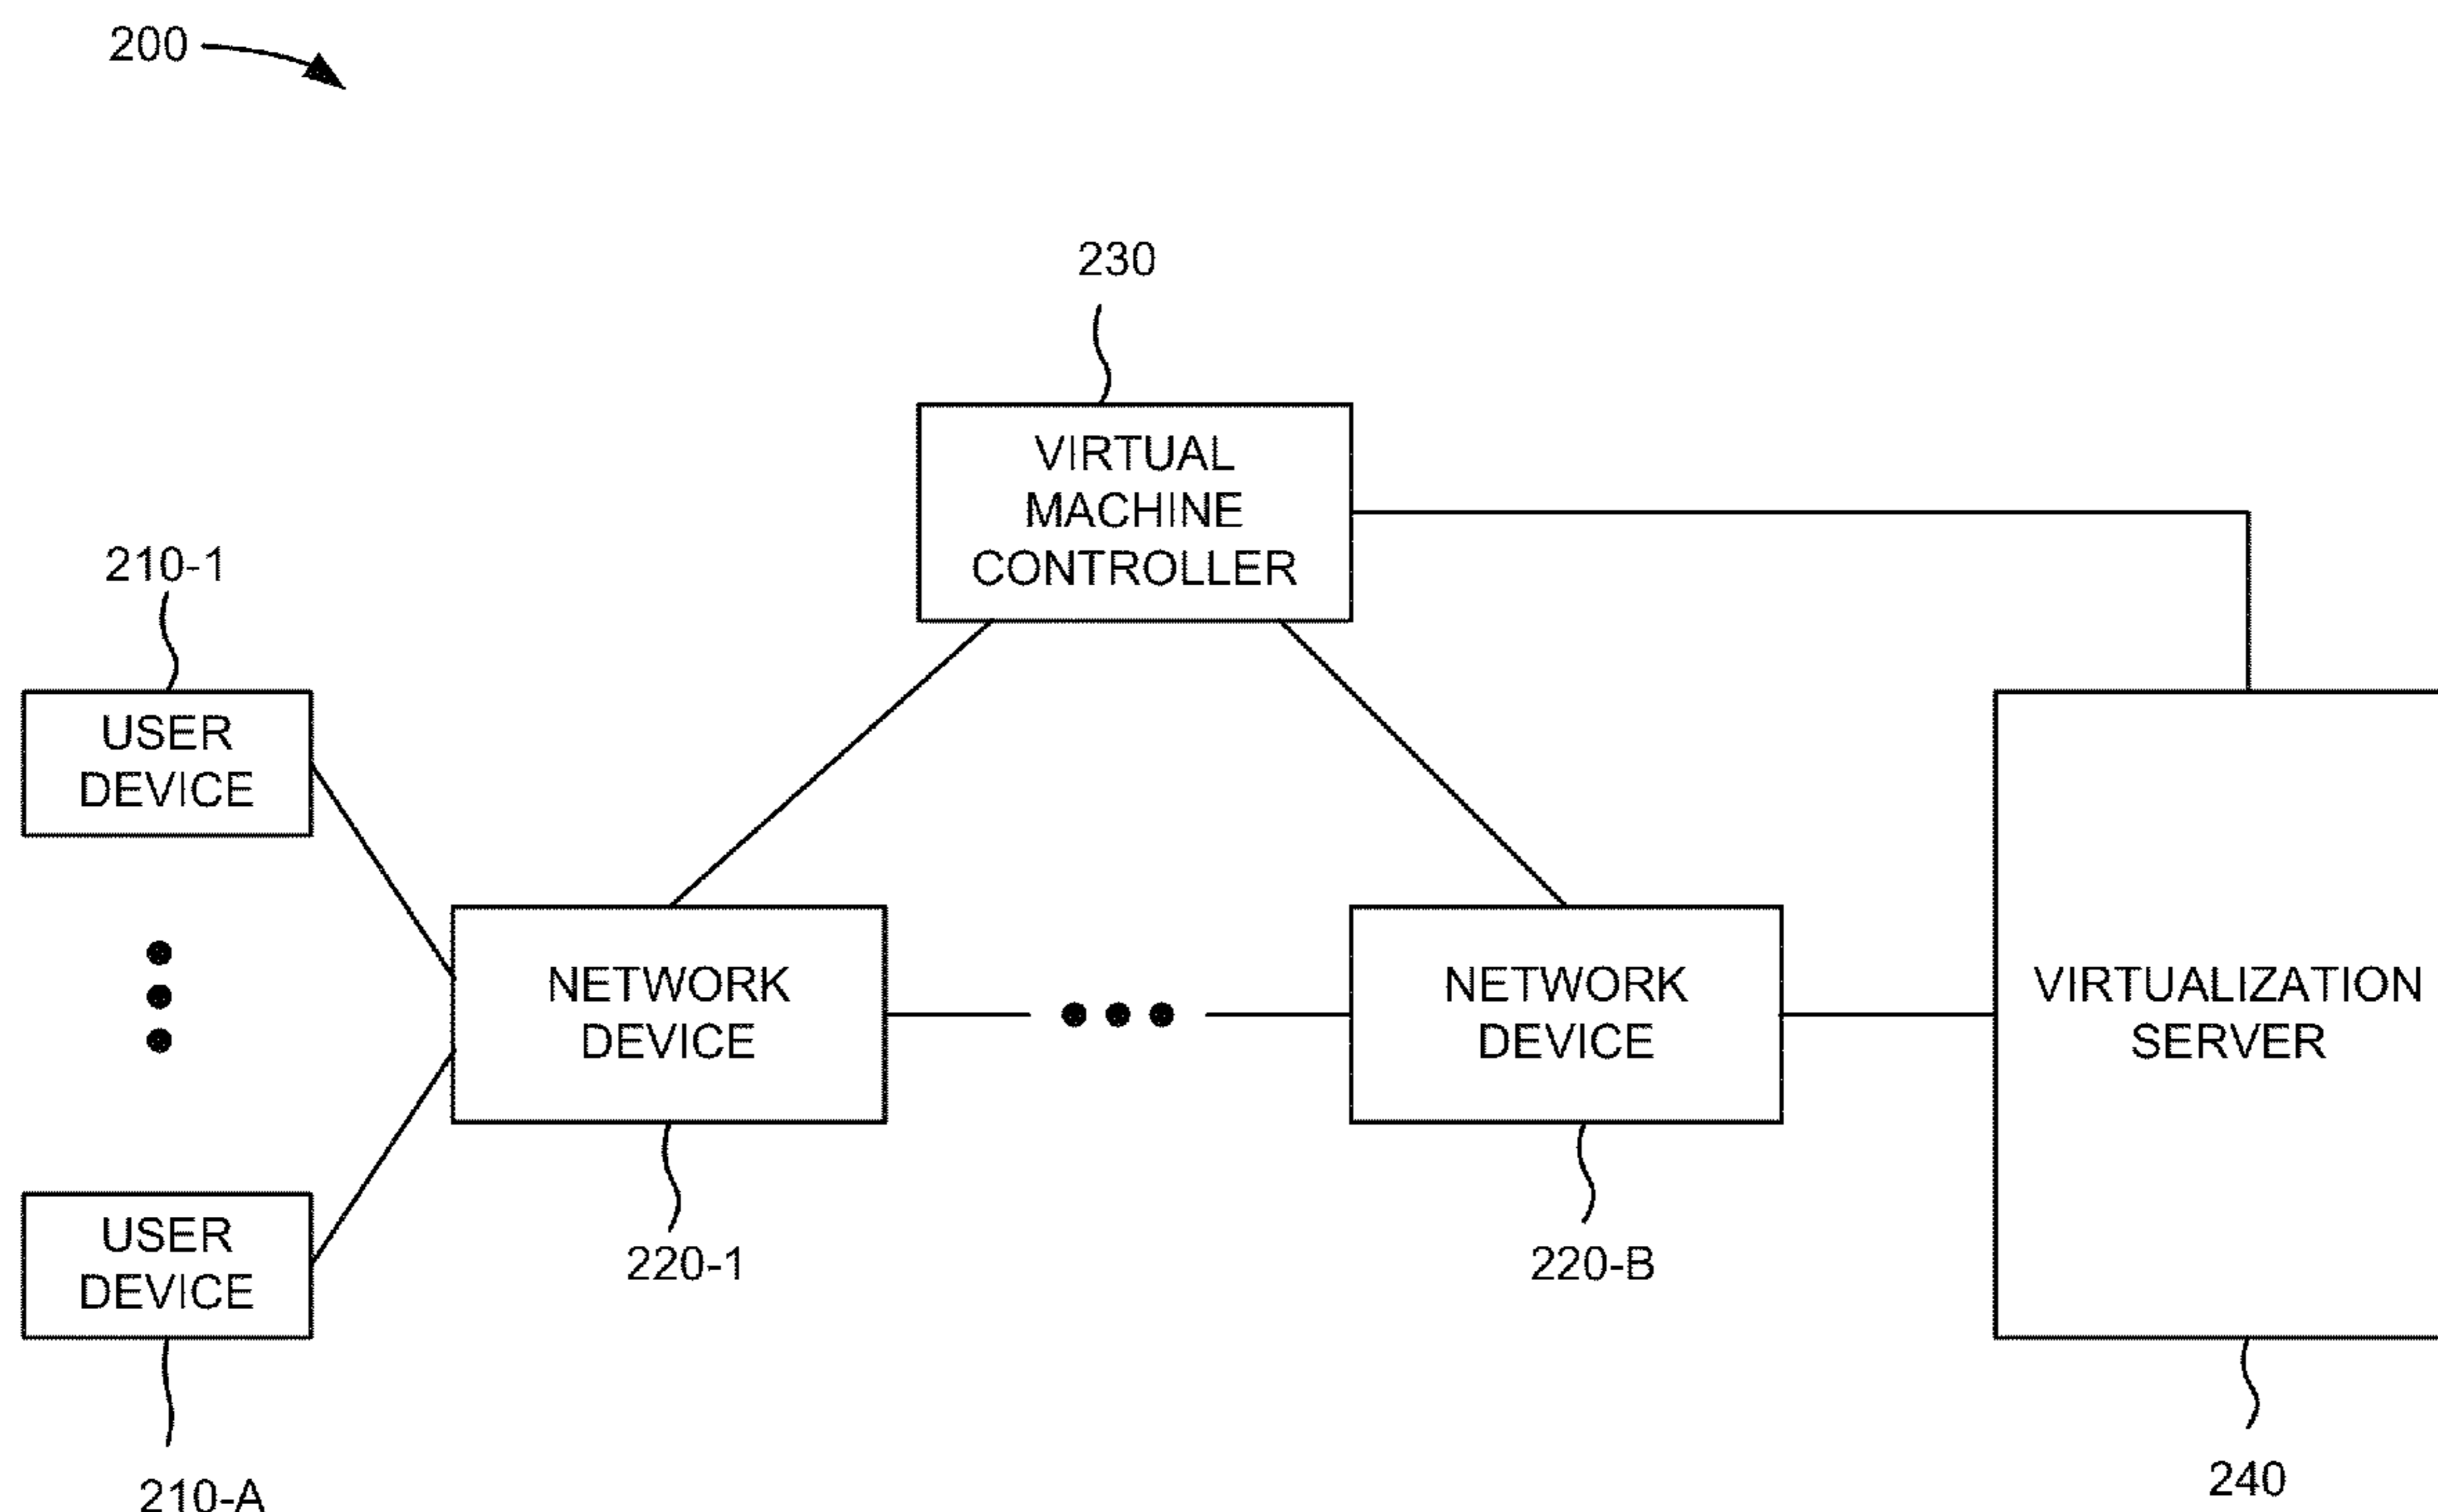 200
230
VIRTUAL
MACHINE
CONTROLLER
210-1
USER
DEVICE
NETWORK
DEVICE
NETWORK
DEVICE
VIRTUALIZATION
SERVER
USER
DEVICE
220-1
220-B
210-A
240